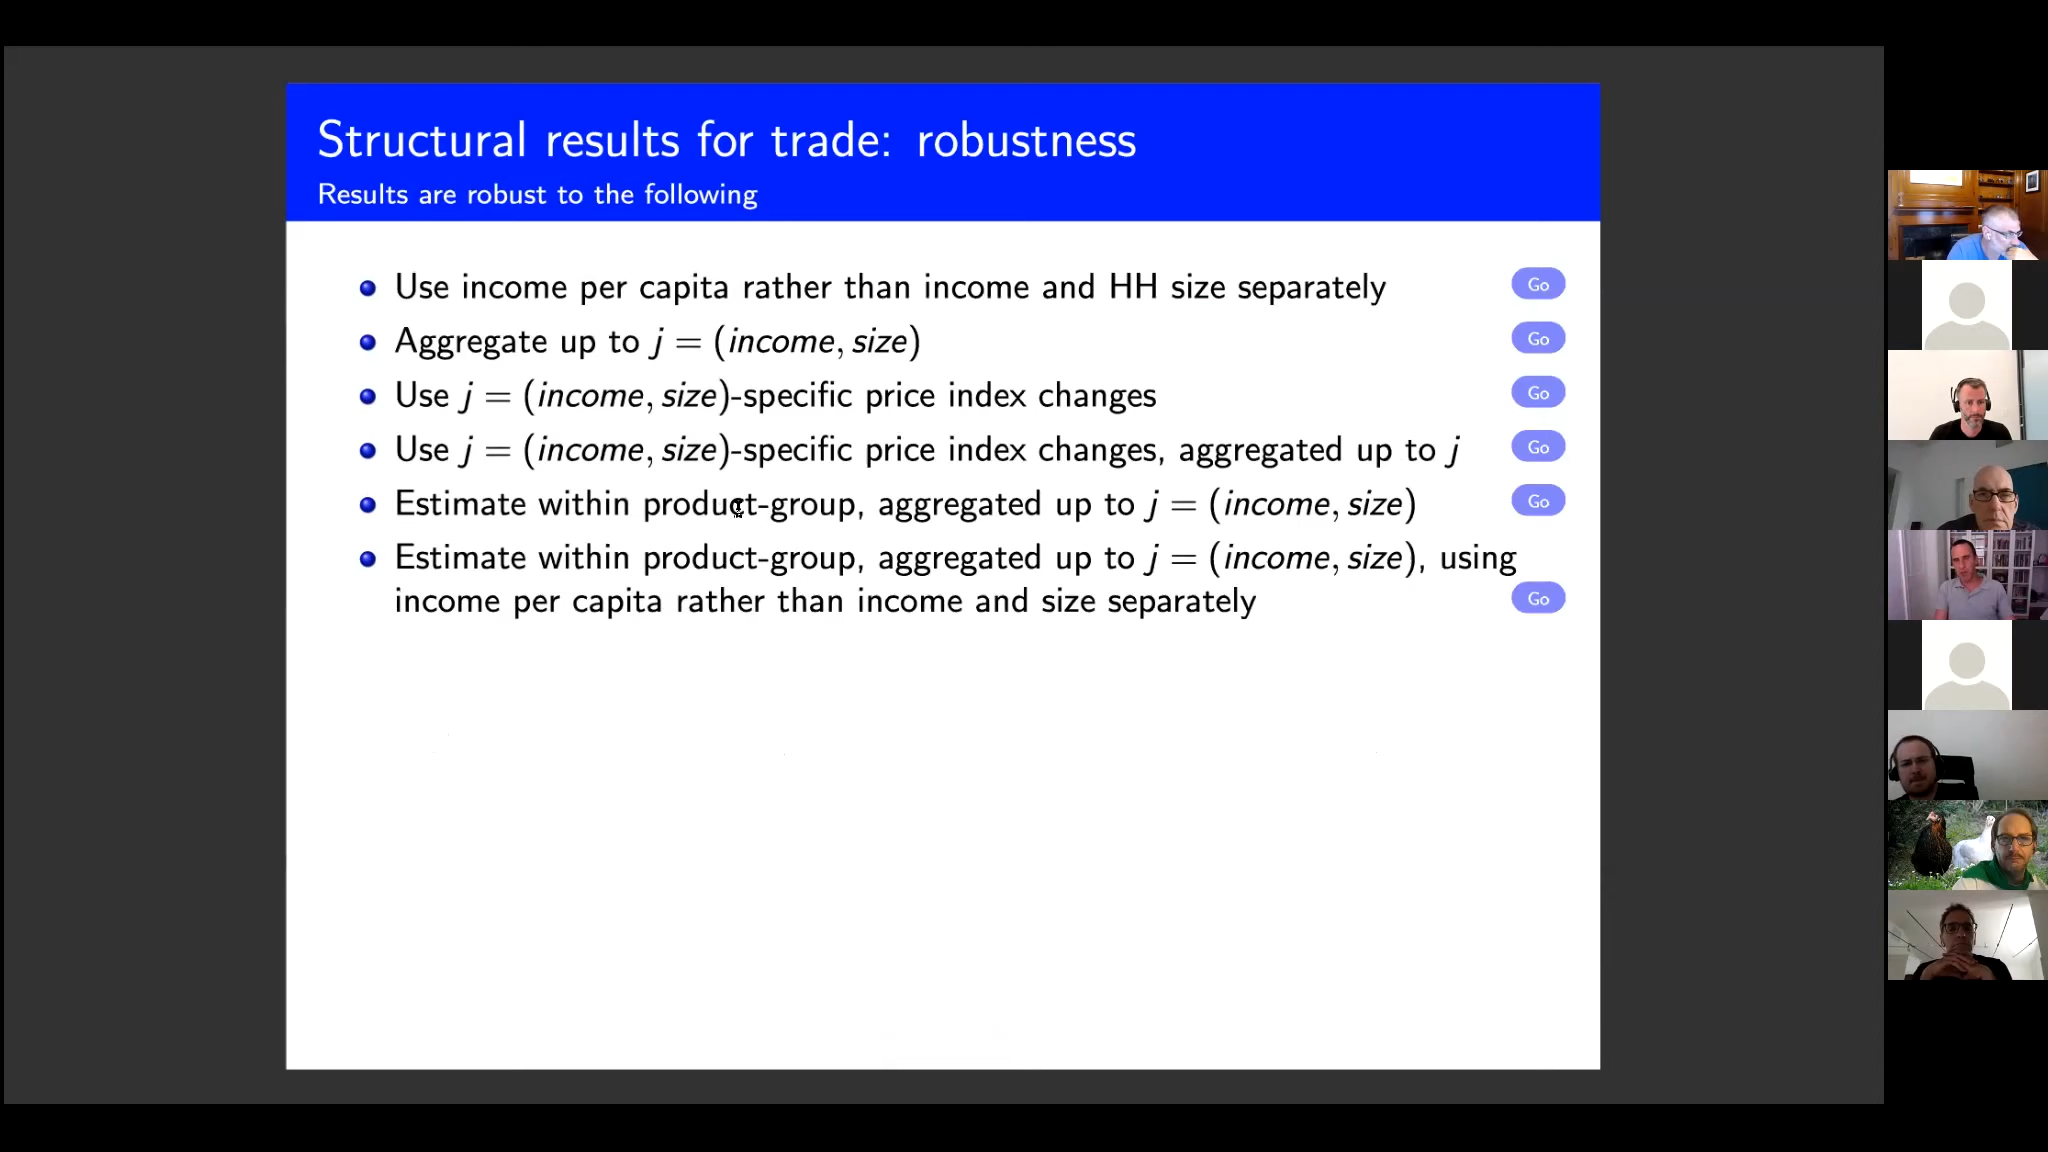 Structural results for trade: robustness
Results are robust to the following
Use income per capita rather than income and HH size separately Go
Aggregate up to j = (income, size) Go
Use j = (income, size)-specific price index changes Go
Use j = (income, size)-specific price index changes, aggregated up to j Go
Estimate within product-group, aggregated up to j = (income, size) Go
Estimate within product-group, aggregated up to j = (income, size), using
income per capita rather than income and size separately Go